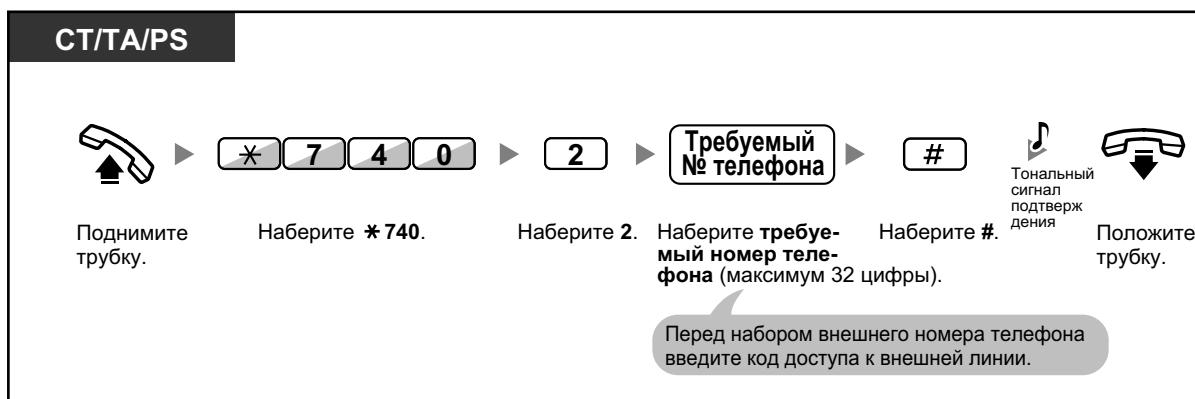 CT/TA/PS
7 4 0
2
Требуемый
№ телефона
#
Тональный
сигнал
подтверж
дения
Поднимите
трубку.
Наберите *740.
Наберите 2.
Наберите требуе-
мый номер теле-
фона (максимум 32 цифры).
Наберите #.
Положите
трубку.
Перед набором внешнего номера телефона
введите код доступа к внешней линии.